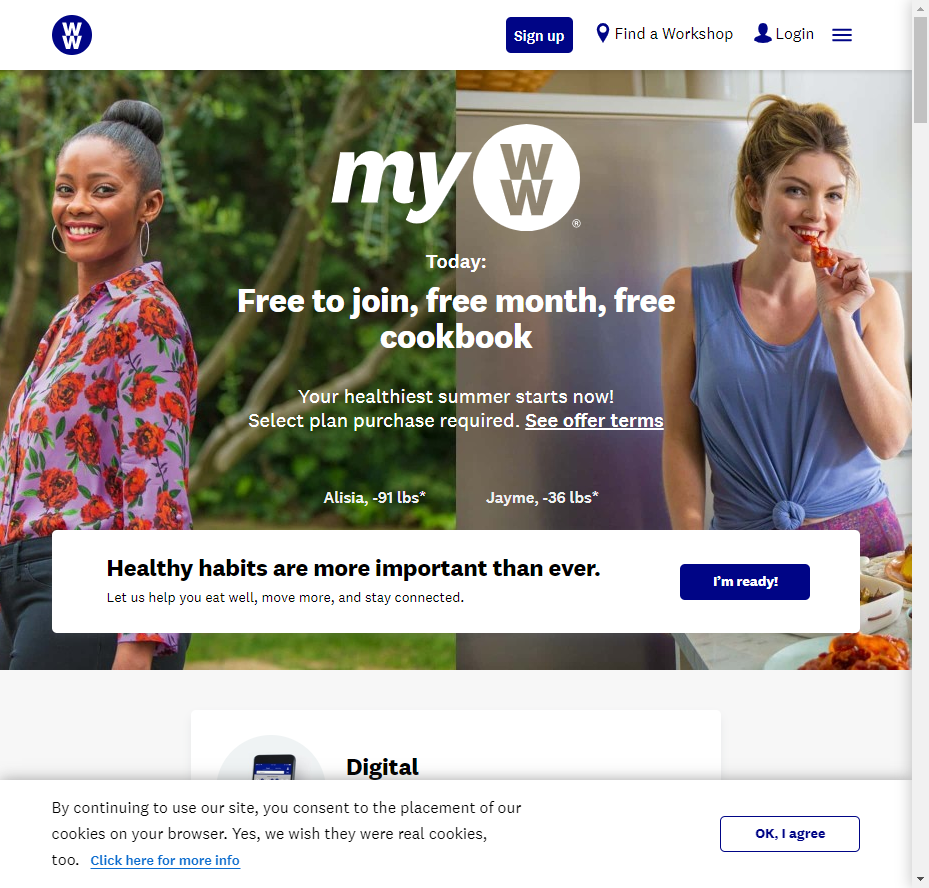 WW
Sign up
Find a Workshop
Login
my WW ®
Today:
Free to join, free month, free
cookbook
Your healthiest summer starts now!
Select plan purchase required. See offer terms
Alisia, -91 lbs*
Jayme, -36 lbs*
Healthy habits are more important than ever.
Let us help you eat well, move more, and stay connected.
I'm ready!
Digital
By continuing to use our site, you consent to the placement of our
cookies on your browser. Yes, we wish they were real cookies,
too. Click here for more info
OK, I agree